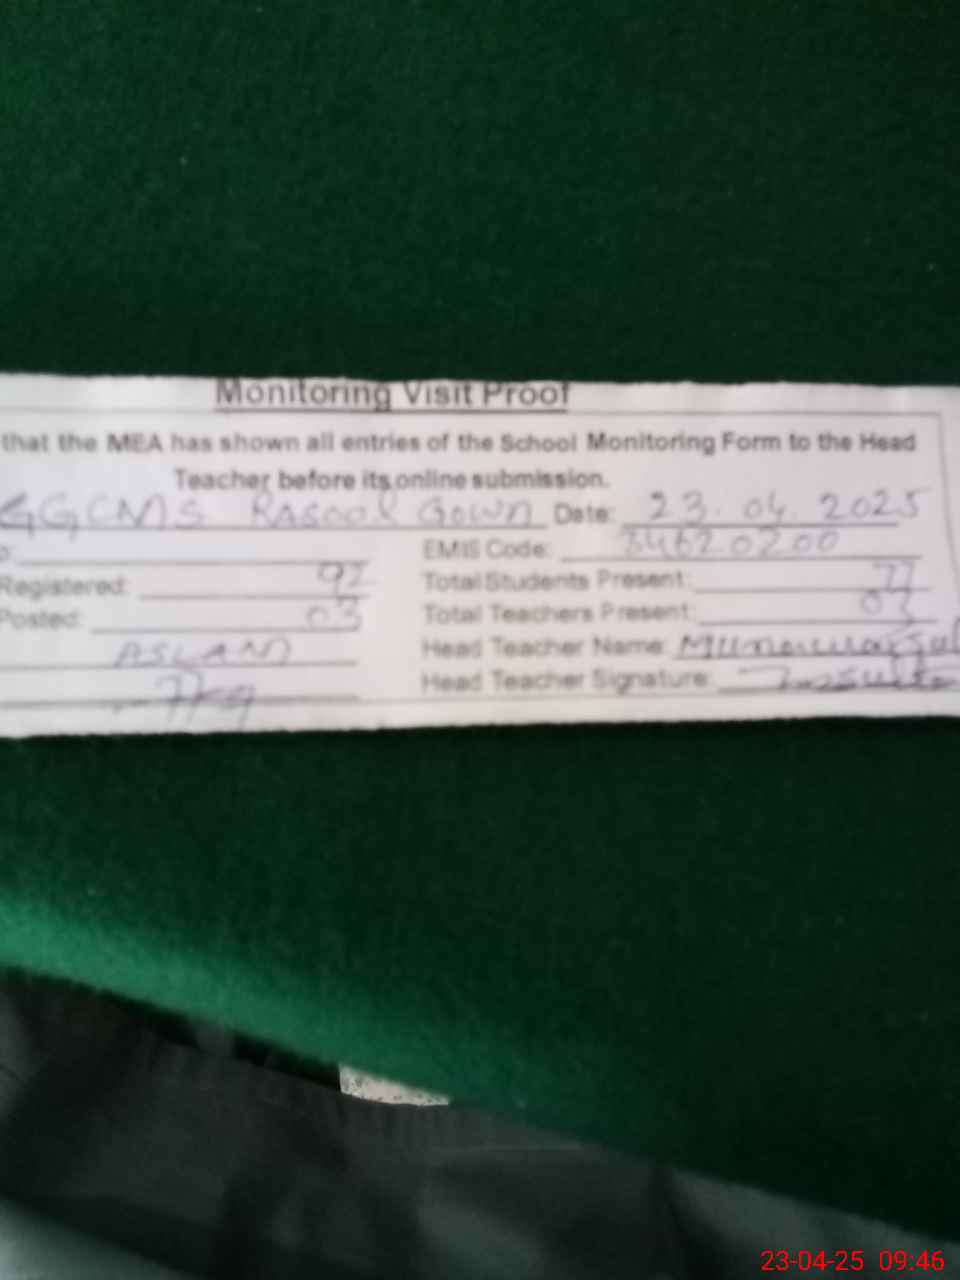 Monitoring Visit Proof
that the MEA has shown all entries of the School Monitoring Form to the Head
Teacher before its online submission.
GGCMS Rasool Gown Date: 23.04.2025
EMIS Code: 34620200
Registered: 92 Total Students Present: 77
Posted: 03 Total Teachers Present: 03
ASLAM Head Teacher Name:
Head Teacher Signature:
23-04-25 09:46